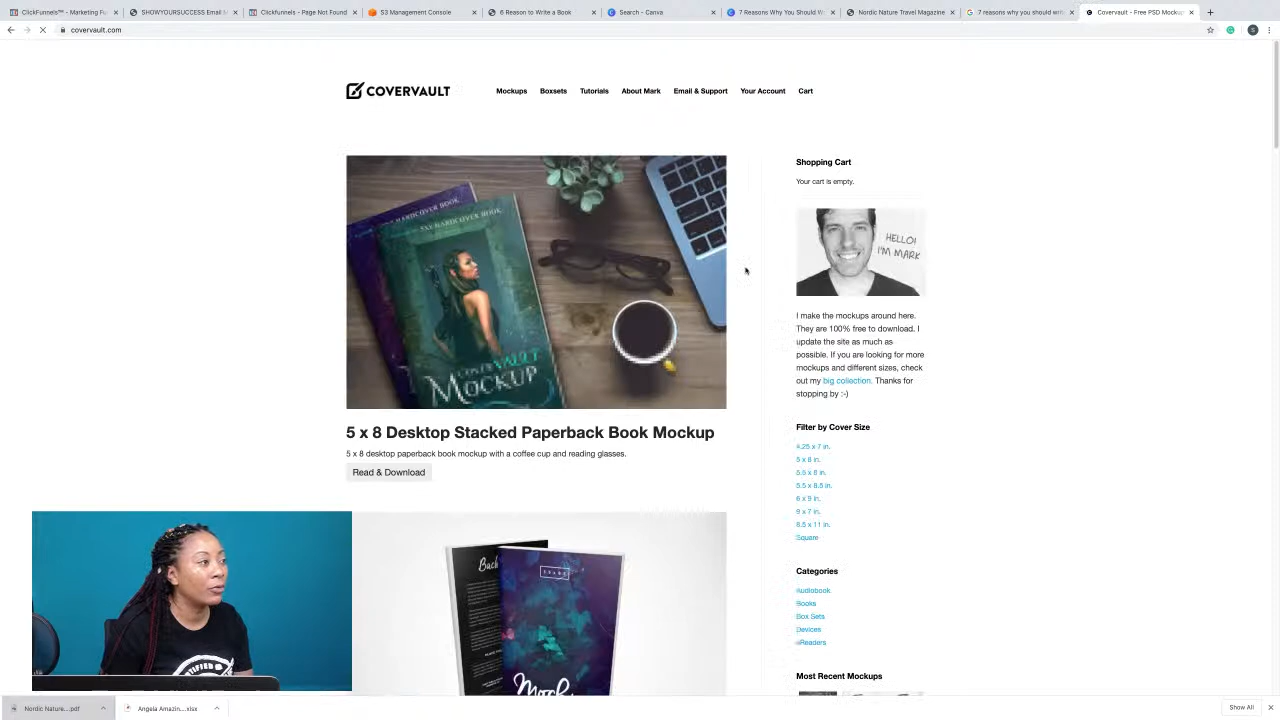 ClickFunnels™ - Marketing Fu
SHOWYOURSUCCESS Email M
Clickfunnels - Page Not Found
S3 Management Console
6 Reason to Write a Book
Search - Canva
7 Reasons Why You Should Wr
Nordic Nature Travel Magazine
7 reasons why you should writ
Covervault - Free PSD Mockup
covervault.com
COVERVAULT
Mockups
Boxsets
Tutorials
About Mark
Email & Support
Your Account
Cart
HARDCOVER BOOK
5X8 HARDCOVER BOOK
COVERVAULT
MOCKUP
5 x 8 Desktop Stacked Paperback Book Mockup
5 x 8 desktop paperback book mockup with a coffee cup and reading glasses.
Read & Download
Back
Shopping Cart
Your cart is empty.
HELLO!
I'M MARK
I make the mockups around here.
They are 100% free to download. I
update the site as much as
possible. If you are looking for more
mockups and different sizes, check
out my big collection. Thanks for
stopping by :-)
Filter by Cover Size
4.25 x 7 in.
5 x 8 in.
5.5 x 8 in.
5.5 x 8.5 in.
6 x 9 in.
9 x 7 in.
8.5 x 11 in.
Square
Categories
Audiobook
Books
Box Sets
Devices
eReaders
Most Recent Mockups
Nordic Nature....pdf
Angela Amazin....xlsx
Show All